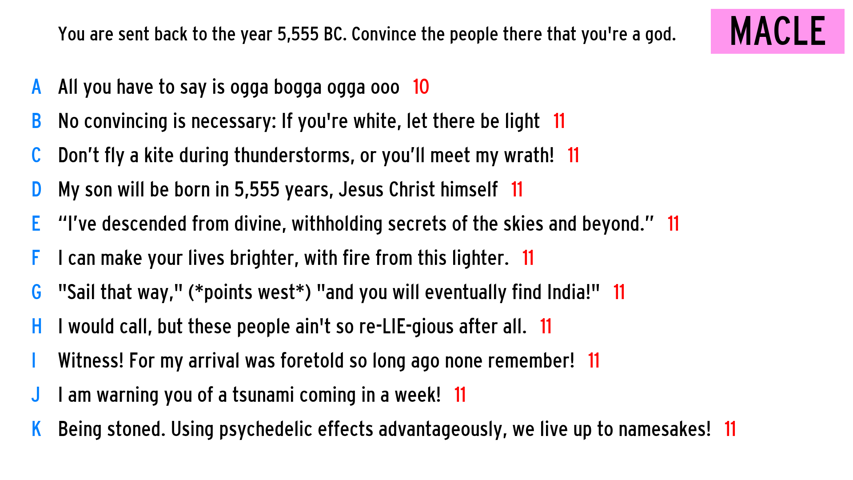 You are sent back to the year 5,555 BC. Convince the people there that you're a god.
MACLE
A All you have to say is ogga bogga ogga ooo 10
B No convincing is necessary: If you're white, let there be light 11
C Don’t fly a kite during thunderstorms, or you’ll meet my wrath! 11
D My son will be born in 5,555 years, Jesus Christ himself 11
E “I’ve descended from divine, withholding secrets of the skies and beyond.” 11
F I can make your lives brighter, with fire from this lighter. 11
G "Sail that way," (*points west*) "and you will eventually find India!" 11
H I would call, but these people ain't so re-LIE-gious after all. 11
I Witness! For my arrival was foretold so long ago none remember! 11
J I am warning you of a tsunami coming in a week! 11
K Being stoned. Using psychedelic effects advantageously, we live up to namesakes! 11